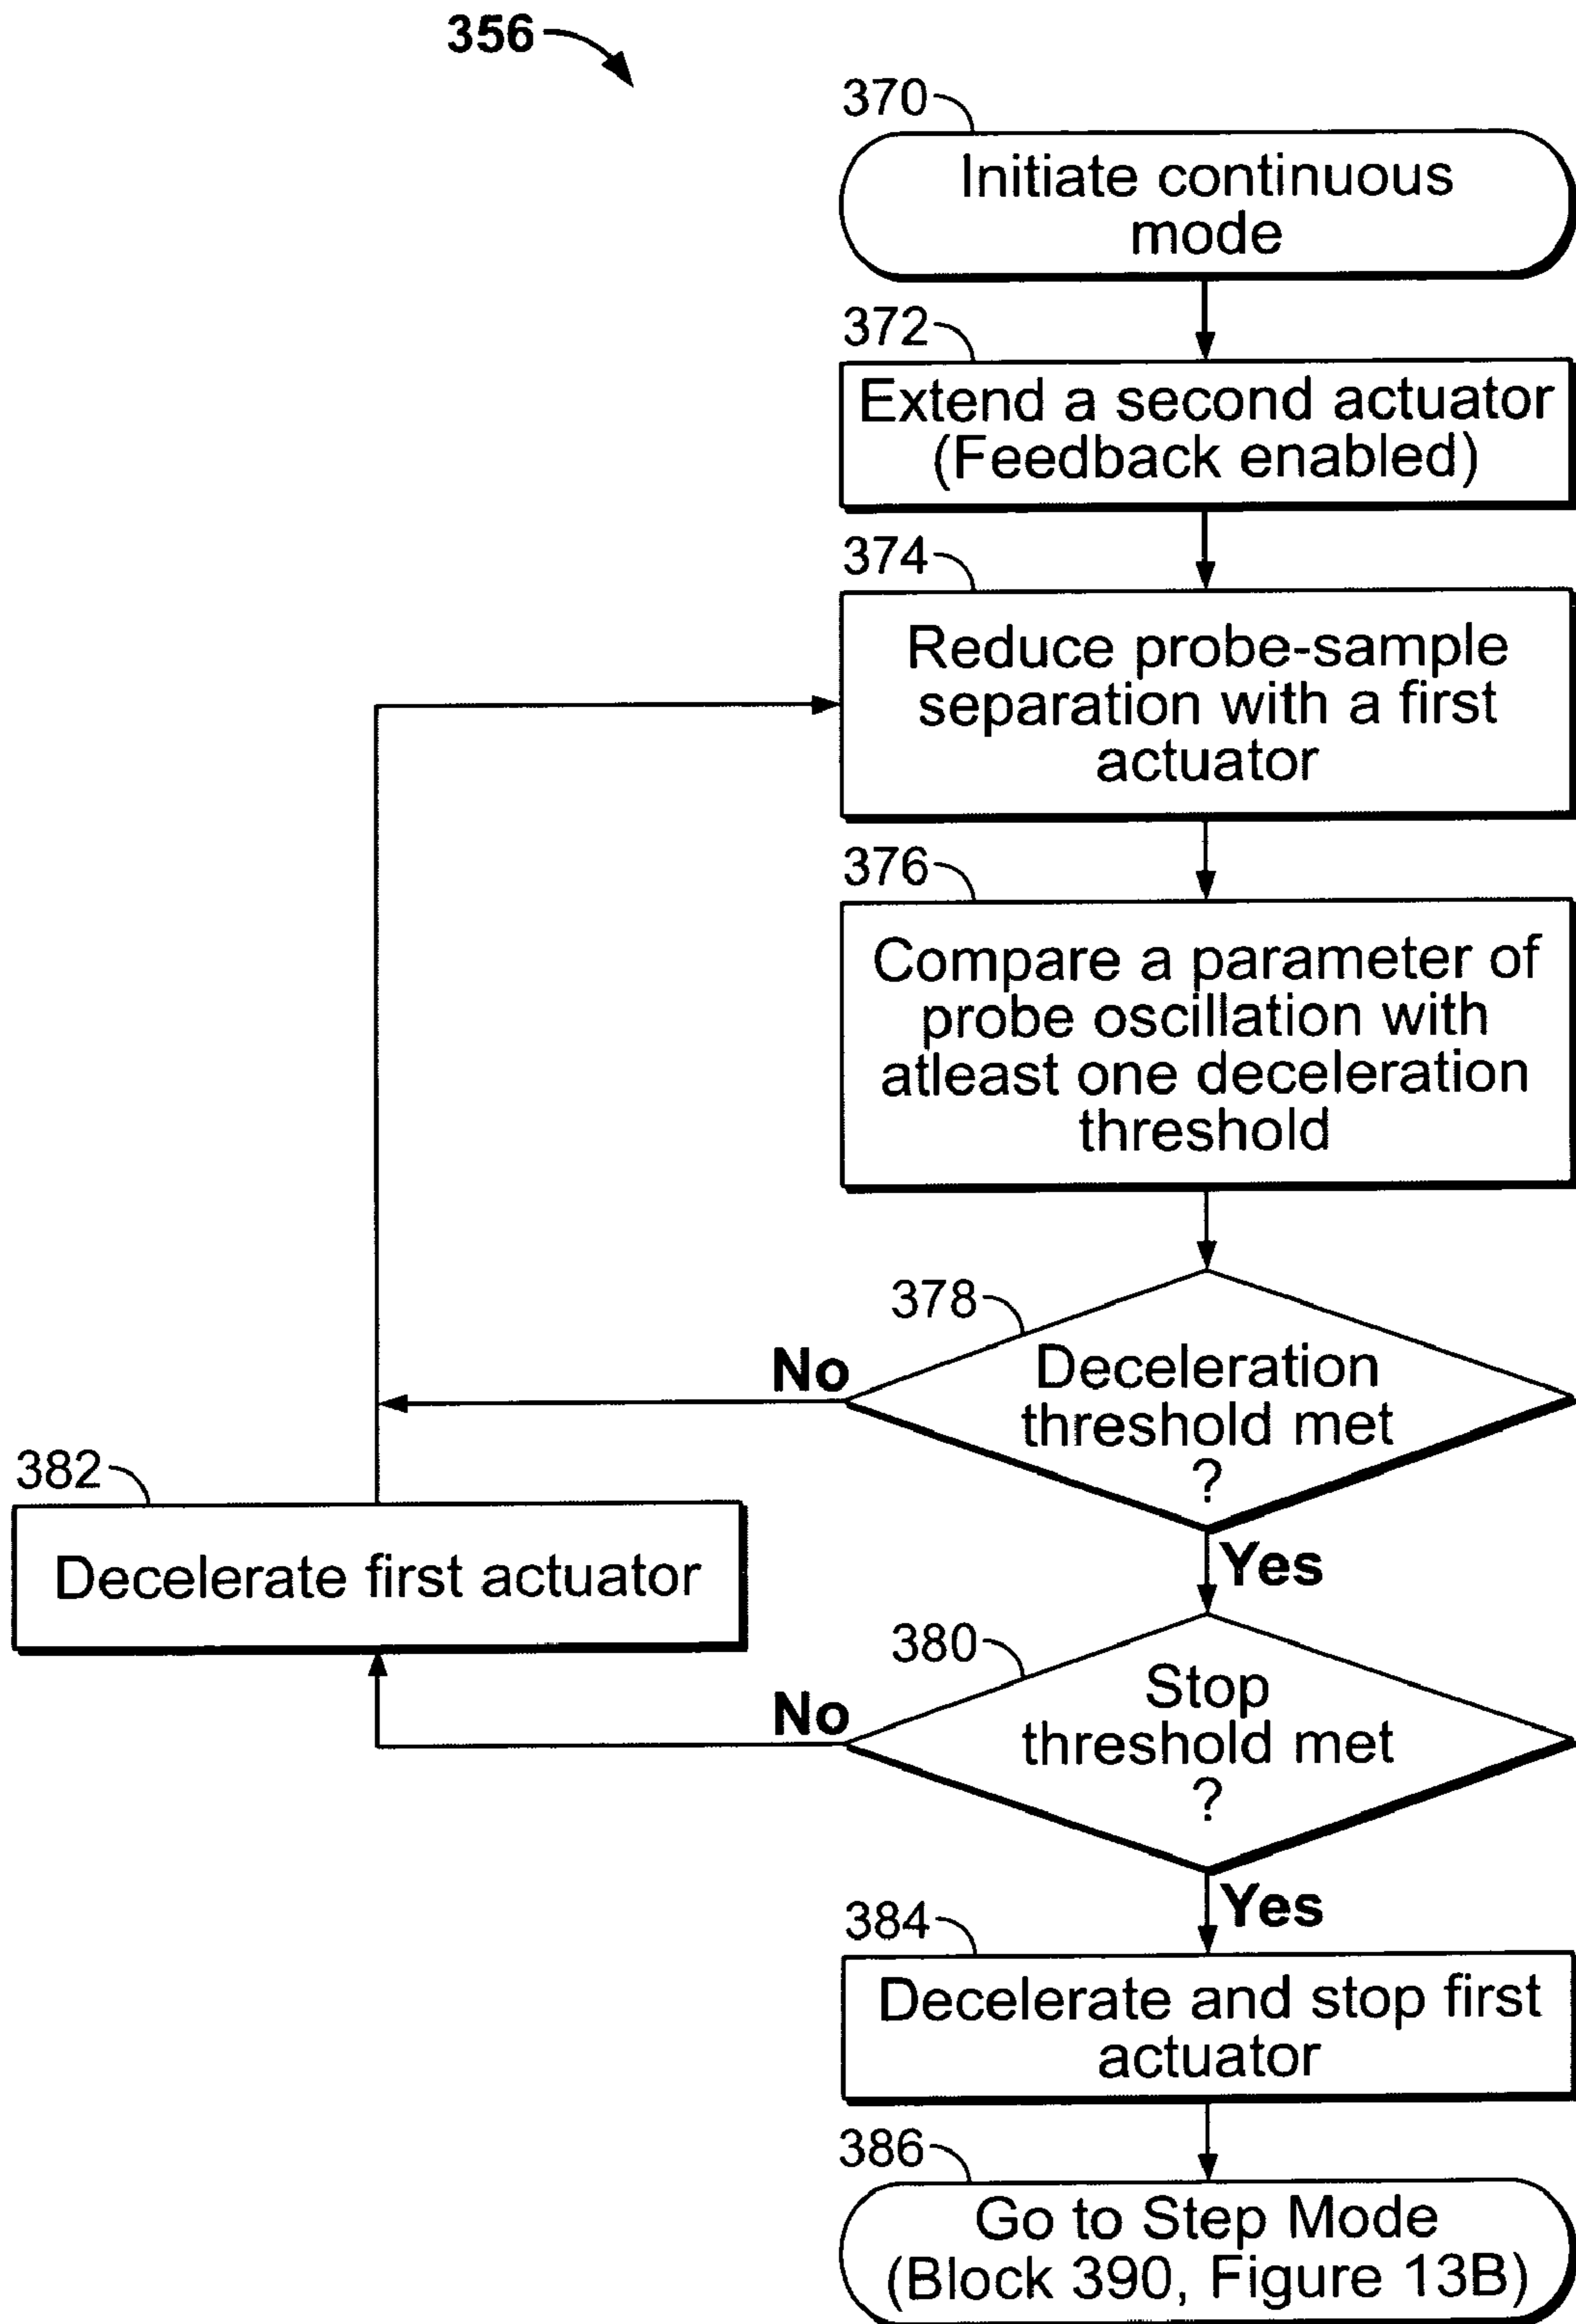 356
370
Initiate continuous
mode
372
Extend a second actuator
(Feedback enabled)
374
Reduce probe-sample
separation with a first
actuator
376
Compare a parameter of
probe oscillation with
atleast one deceleration
threshold
378
Deceleration
threshold met
?
No
Yes
382
Decelerate first actuator
380
Stop
threshold met
?
No
Yes
384
Decelerate and stop first
actuator
386
Go to Step Mode
(Block 390, Figure 13B)